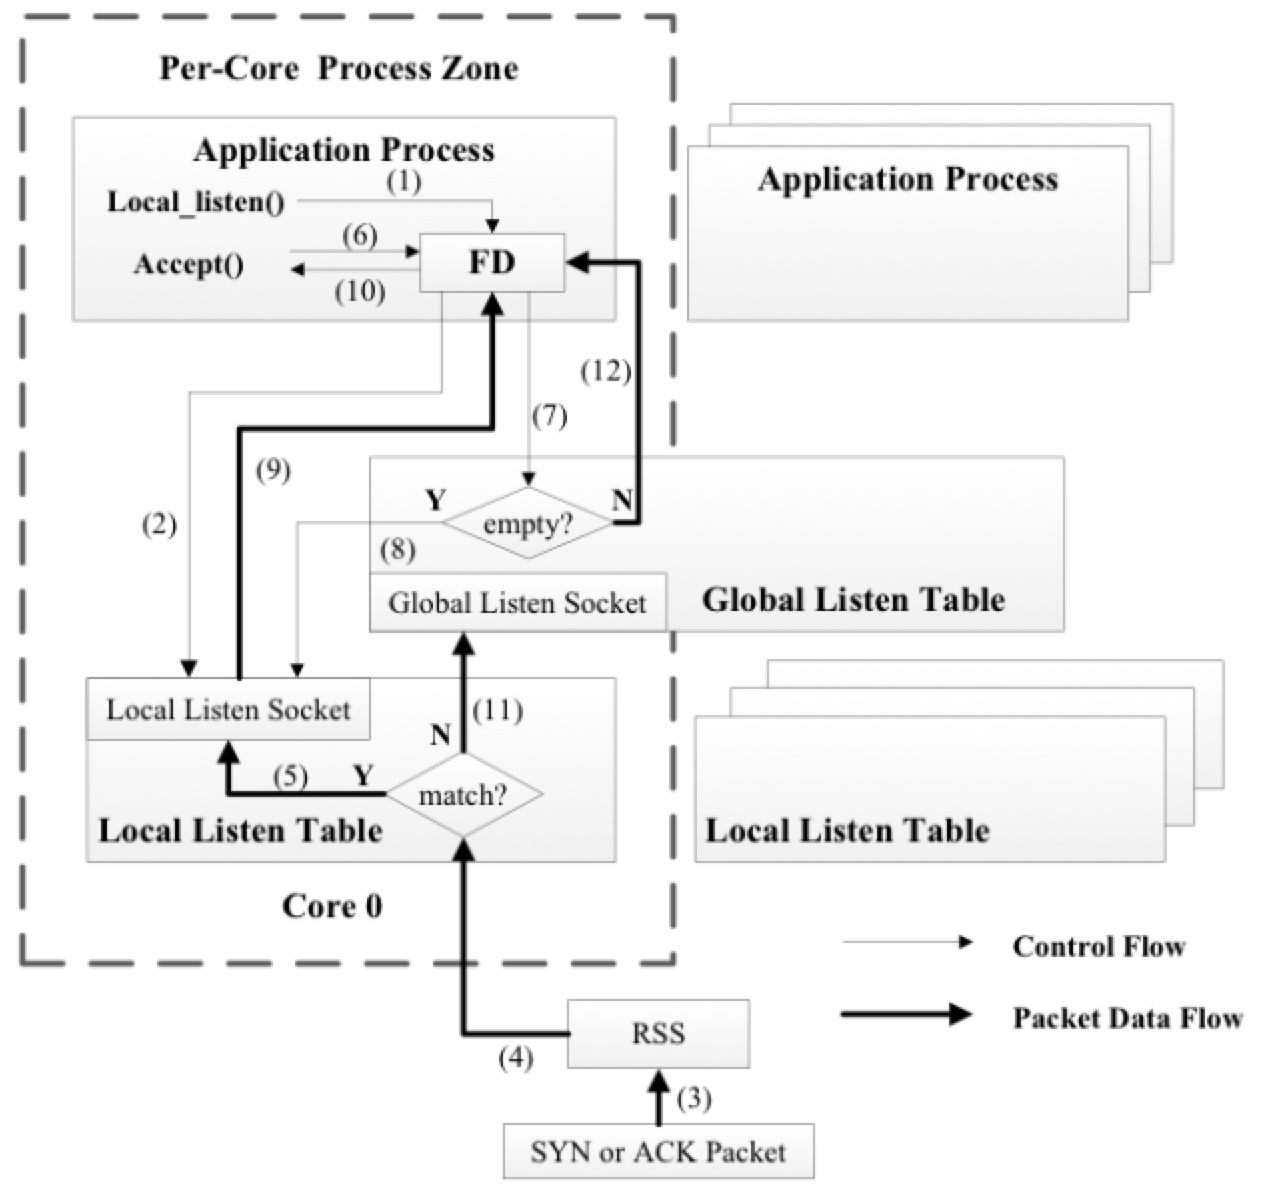 Per-Core Process Zone
Application Process
(1)
Local_listen()
(6)
Accept()
FD
(10)
Application Process
(12)
(7)
(9)
Y
N
(2)
empty?
(8)
Global Listen Socket
Global Listen Table
Local Listen Socket
(11)
N
(5)
Y
match?
Local Listen Table
Local Listen Table
Core 0
Control Flow
Packet Data Flow
RSS
(4)
(3)
SYN or ACK Packet